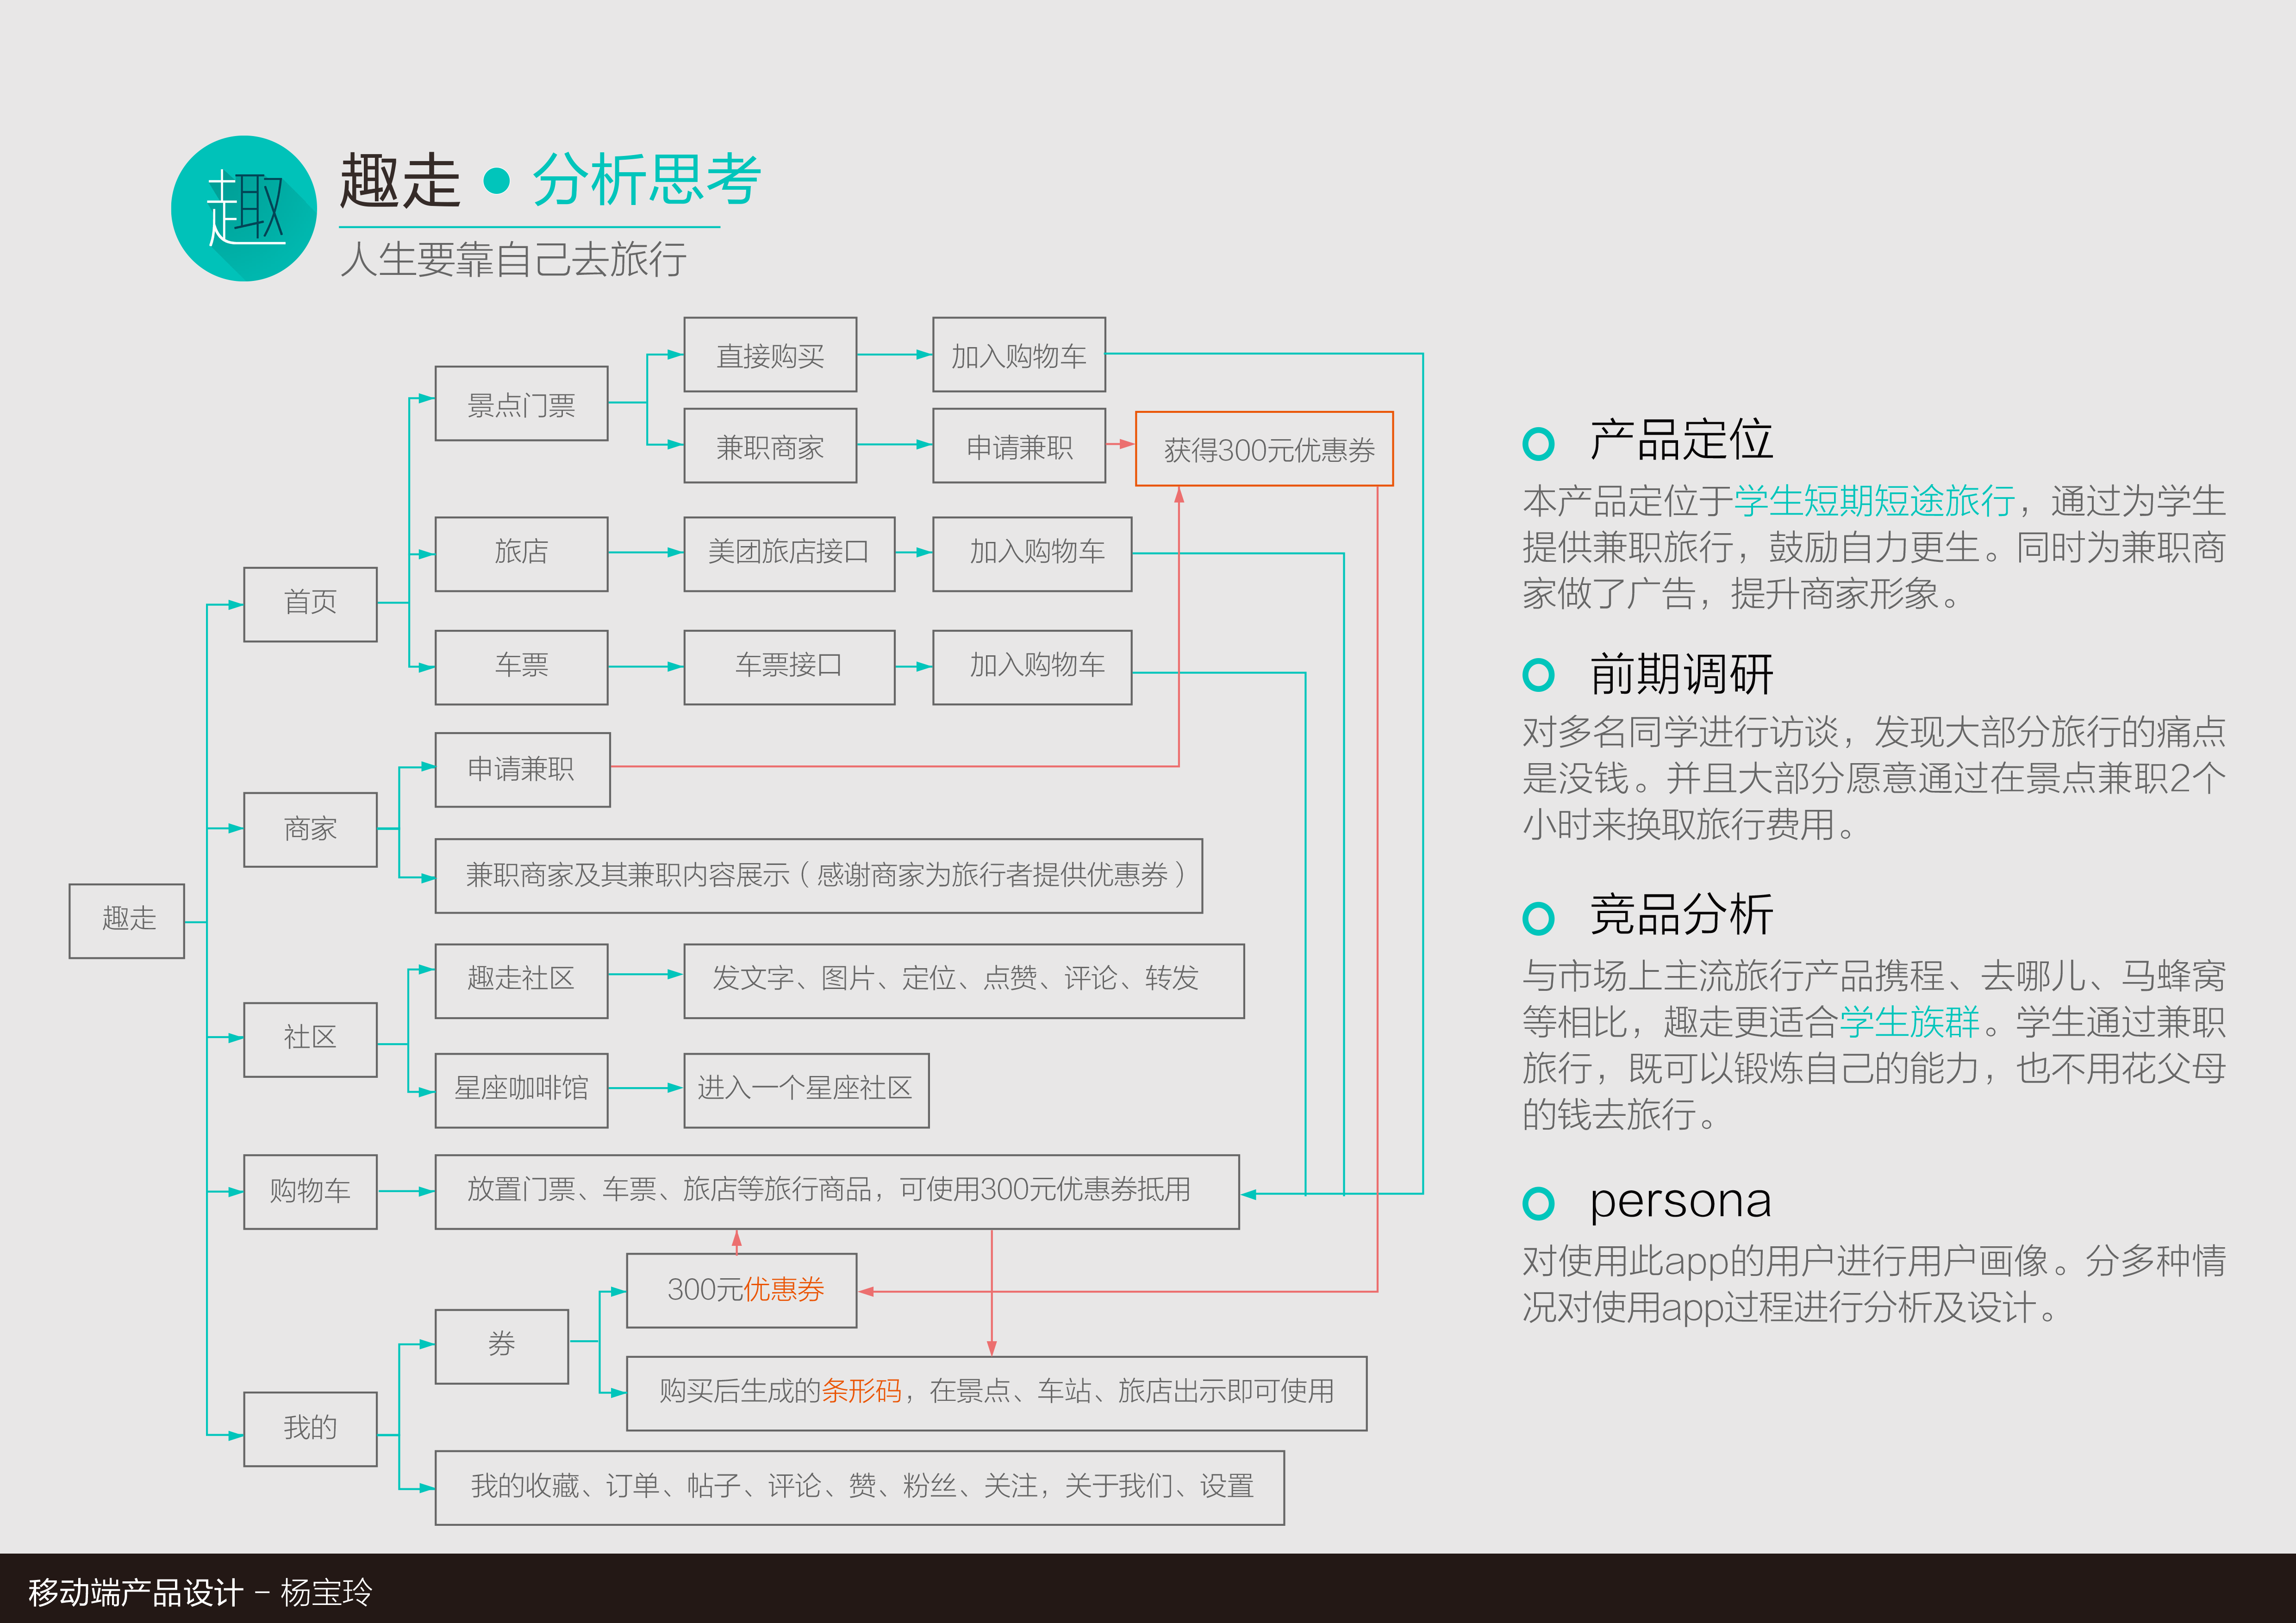 趣
趣走 • 分析思考
人生要靠自己去旅行
直接购买
加入购物车
景点门票
兼职商家
申请兼职
获得300元优惠券
旅店
美团旅店接口
加入购物车
首页
车票
车票接口
加入购物车
申请兼职
商家
兼职商家及其兼职内容展示（感谢商家为旅行者提供优惠券）
趣走
趣走社区
发文字、图片、定位、点赞、评论、转发
社区
星座咖啡馆
进入一个星座社区
购物车
放置门票、车票、旅店等旅行商品，可使用300元优惠券抵用
300元优惠券
券
购买后生成的条形码，在景点、车站、旅店出示即可使用
我的
我的收藏、订单、帖子、评论、赞、粉丝、关注，关于我们、设置
产品定位
本产品定位于学生短期短途旅行，通过为学生
提供兼职旅行，鼓励自力更生。同时为兼职商
家做了广告，提升商家形象。
前期调研
对多名同学进行访谈，发现大部分旅行的痛点
是没钱。并且大部分愿意通过在景点兼职2个
小时来换取旅行费用。
竞品分析
与市场上主流旅行产品携程、去哪儿、马蜂窝
等相比，趣走更适合学生族群。学生通过兼职
旅行，既可以锻炼自己的能力，也不用花父母
的钱去旅行。
persona
对使用此app的用户进行用户画像。分多种情
况对使用app过程进行分析及设计。
移动端产品设计 - 杨宝玲